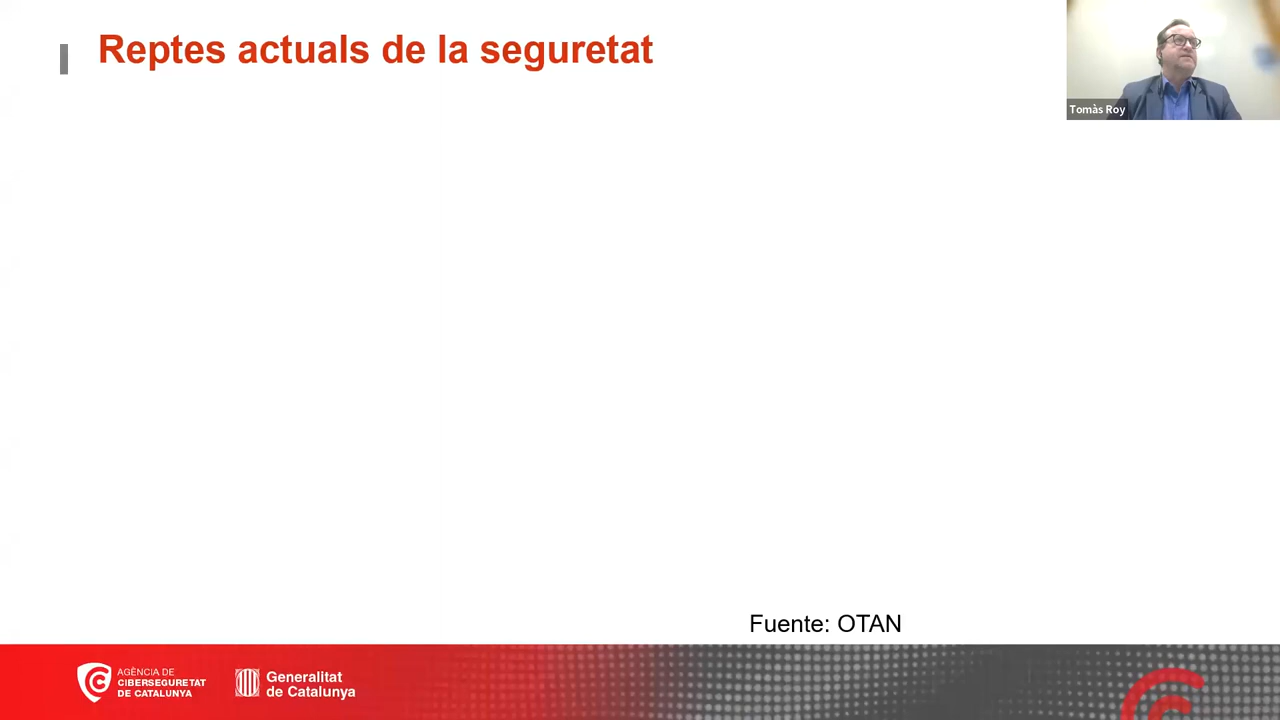 Reptes actuals de la seguretat
Tomàs Roy
Fuente: OTAN
AGÈNCIA DE
CIBERSEGURETAT
DE CATALUNYA
Generalitat
de Catalunya